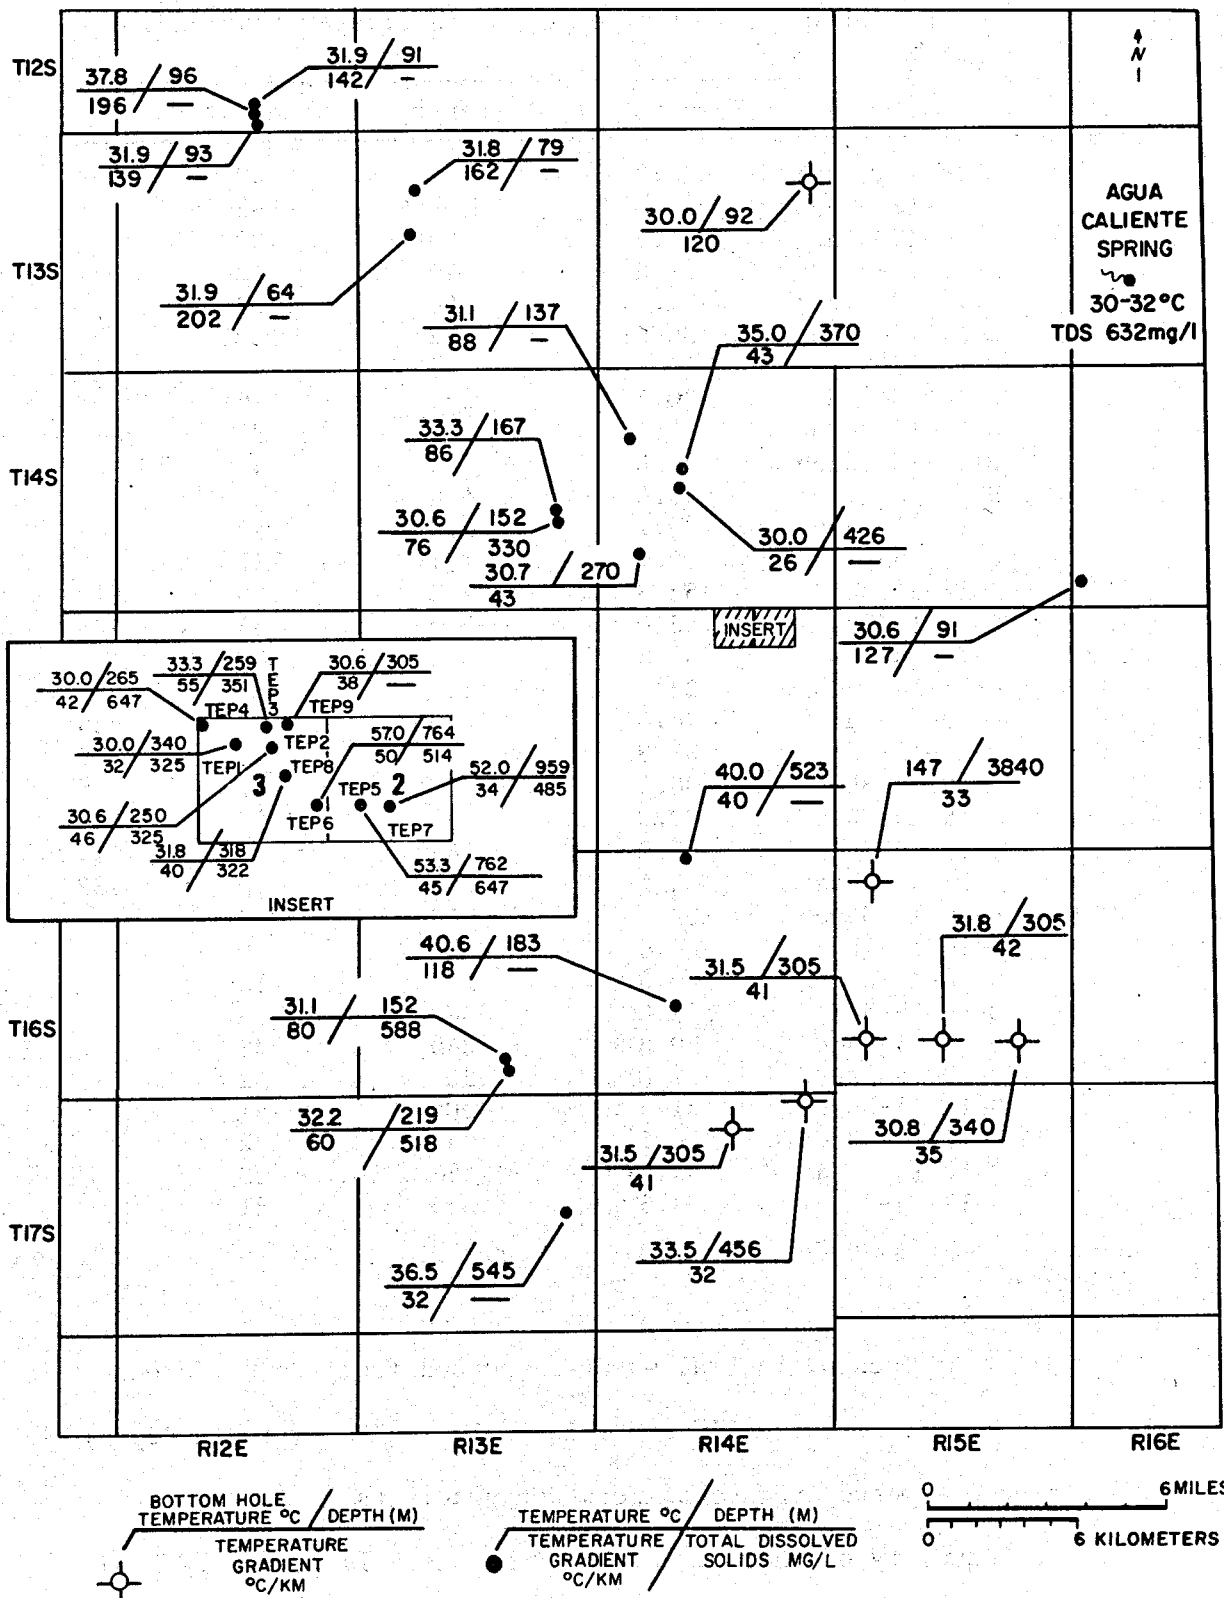 N
T12S
31.9 / 91
142 —
37.8 / 96
196 —
31.9 / 93
139 —
31.8 / 79
162 —
30.0 / 92
120
AGUA
CALIENTE
SPRING
30-32°C
TDS 632mg/l
T13S
31.9 / 64
202 —
31.1 / 137
88 —
35.0 / 370
43
33.3 / 167
86
T14S
30.6 / 152
76 330
30.7 / 270
43
30.0 / 426
26 —
INSERT
30.6 / 91
127 —
33.3 / 259
55 351
TEP3
30.6 / 305
38 —
30.0 / 265
42 647
TEP4
TEP9
30.0 / 340
32 325
TEP1
TEP2
57.0 / 764
50 514
TEP8
3
TEP5
2
52.0 / 959
34 485
TEP6
TEP7
30.6 / 250
46 325
31.8 / 318
40 322
53.3 / 762
45 647
INSERT
40.0 / 523
40 —
147 / 3840
33
40.6 / 183
118 —
31.5 / 305
41
31.8 / 305
42
T16S
31.1 / 152
80 588
32.2 / 219
60 518
31.5 / 305
41
30.8 / 340
35
T17S
33.5 / 456
32
36.5 / 545
32 —
R12E R13E R14E R15E R16E
BOTTOM HOLE
TEMPERATURE °C / DEPTH (M)
TEMPERATURE
GRADIENT
°C/KM
TEMPERATURE °C / DEPTH (M)
TEMPERATURE TOTAL DISSOLVED
GRADIENT SOLIDS MG/L
°C/KM
0 6 MILES
0 6 KILOMETERS